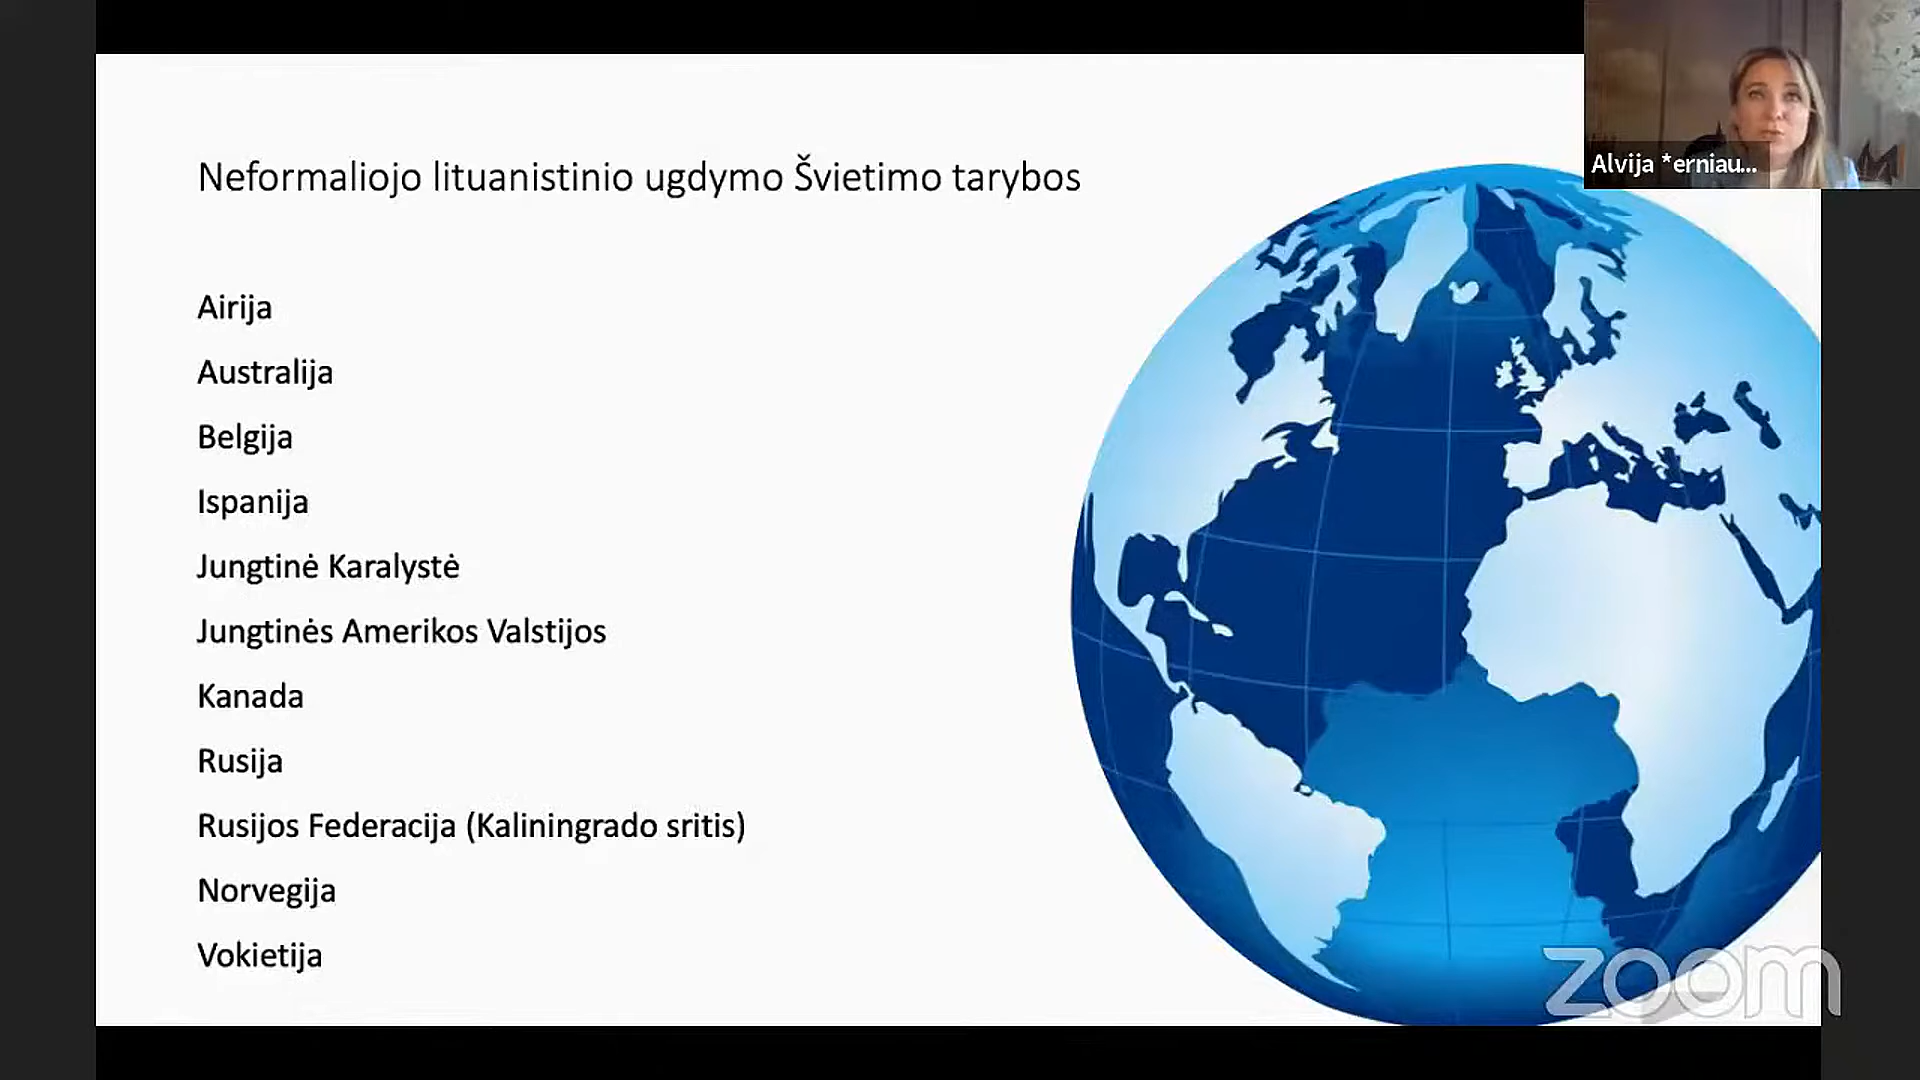 Alvija *erniau...
Neformaliojo lituanistinio ugdymo Švietimo tarybos
Airija
Australija
Belgija
Ispanija
Jungtinė Karalystė
Jungtinės Amerikos Valstijos
Kanada
Rusija
Rusijos Federacija (Kaliningrado sritis)
Norvegija
Vokietija
zoom